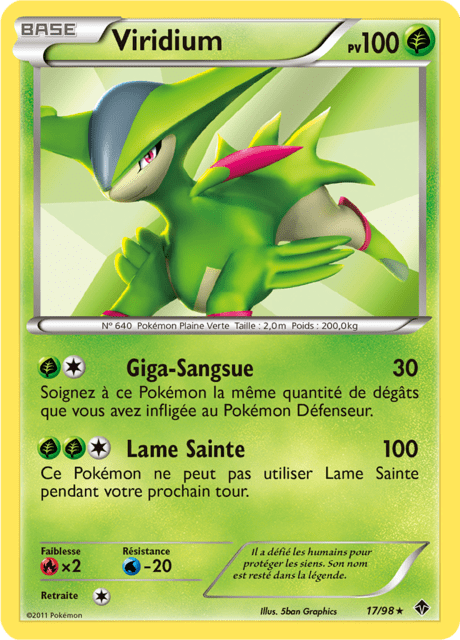 BASE
Viridium
PV100
N° 640 Pokémon Plaine Verte Taille : 2,0m Poids : 200,0kg
Giga-Sangsue 30
Soignez à ce Pokémon la même quantité de dégâts
que vous avez infligée au Pokémon Défenseur.
Lame Sainte 100
Ce Pokémon ne peut pas utiliser Lame Sainte
pendant votre prochain tour.
Faiblesse Résistance
×2 -20
Retraite
Il a défié les humains pour
protéger les siens. Son nom
est resté dans la légende.
Illus. 5ban Graphics 17/98 ★
©2011 Pokémon